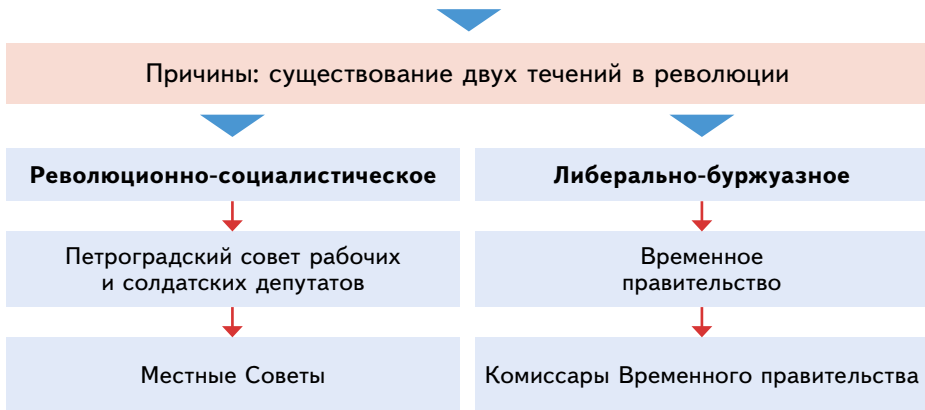 Причины: существование двух течений в революции
Революционно-социалистическое
Либерально-буржуазное
Петроградский совет рабочих
и солдатских депутатов
Временное
правительство
Местные Советы
Комиссары Временного правительства